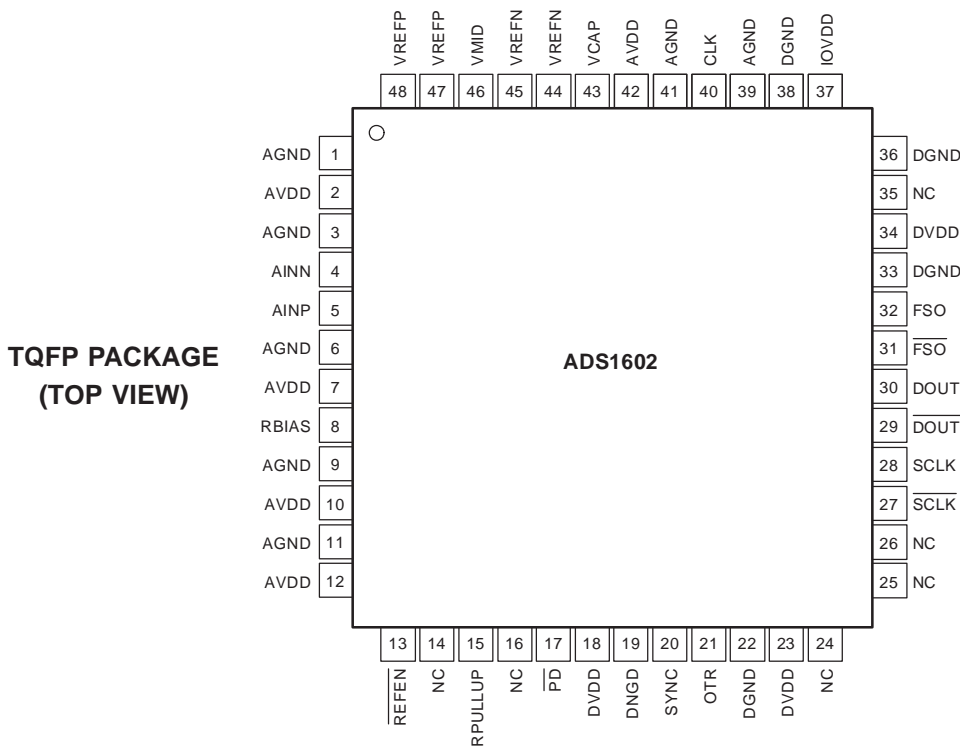 VREFP VREFP VMID VREFN VREFN VCAP AVDD AGND CLK AGND DGND IOVDD
48 47 46 45 44 43 42 41 40 39 38 37
AGND 1
AVDD 2
AGND 3
AINN 4
AINP 5
AGND 6
AVDD 7
RBIAS 8
AGND 9
AVDD 10
AGND 11
AVDD 12
TQFP PACKAGE
(TOP VIEW)
ADS1602
36 DGND
35 NC
34 DVDD
33 DGND
32 FSO
31 F̅S̅O̅
30 DOUT
29 D̅O̅U̅T̅
28 SCLK
27 S̅C̅L̅K̅
26 NC
25 NC
13 14 15 16 17 18 19 20 21 22 23 24
R̅E̅F̅E̅N̅ NC RPULLUP NC P̅D̅ DVDD DNGD SYNC OTR DGND DVDD NC